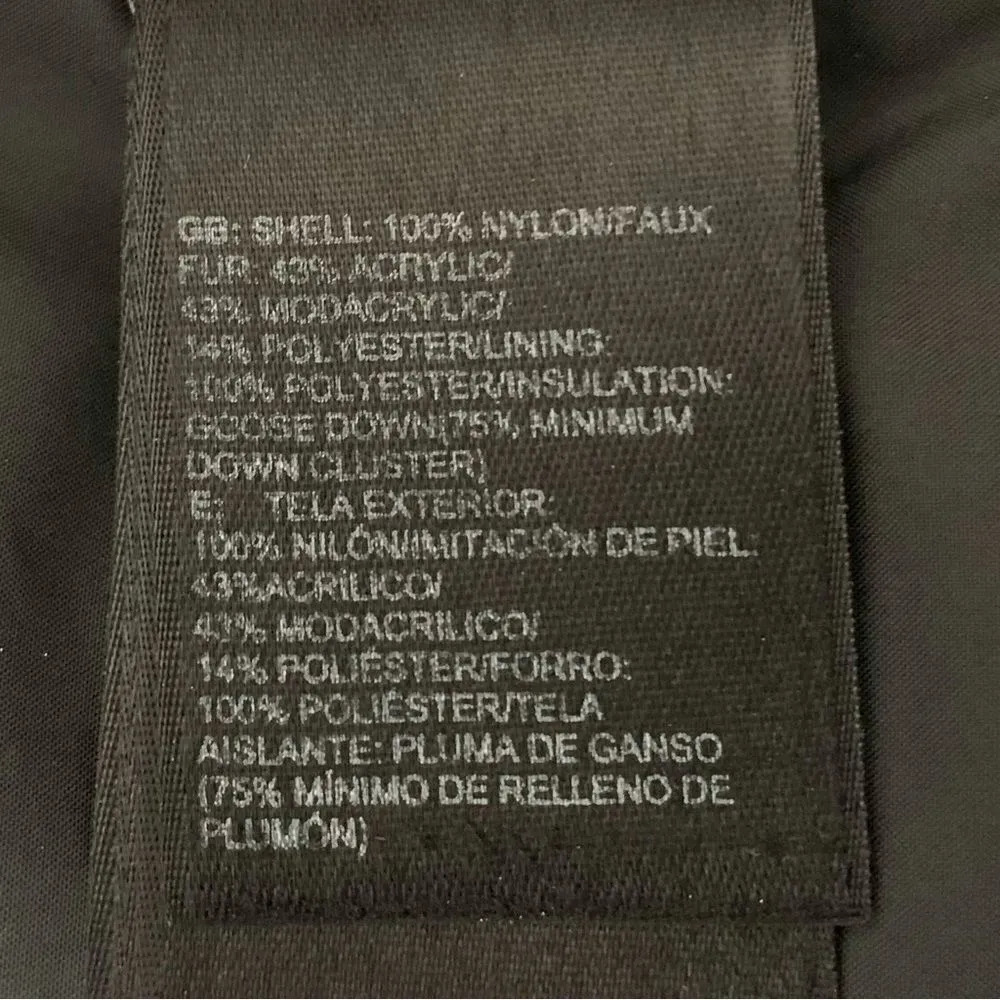 GB: SHELL: 100% NYLON/FAUX
FUR: 43% ACRYLIC/
43% MODACRYLIC/
14% POLYESTER/LINING:
100% POLYESTER/INSULATION:
GOOSE DOWN(75% MINIMUM
DOWN CLUSTER)
E: TELA EXTERIOR:
100% NILÓN/IMITACIÓN DE PIEL:
43%ACRÍLICO/
43% MODACRILICO/
14% POLIÉSTER/FORRO:
100% POLIÉSTER/TELA
AISLANTE: PLUMA DE GANSO
(75% MÍNIMO DE RELLENO DE
PLUMÓN)